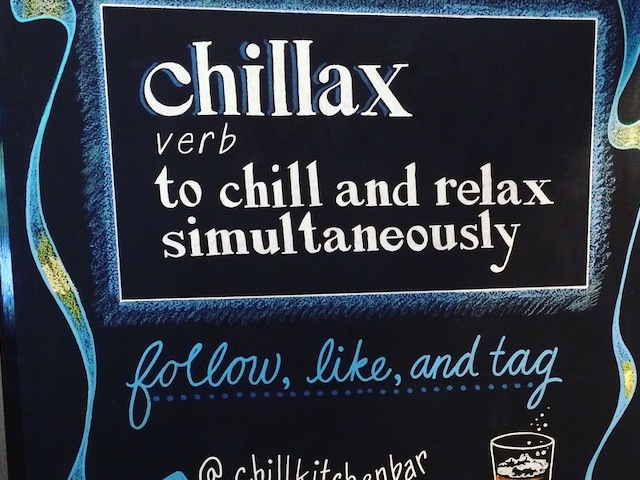 chillax
verb
to chill and relax
simultaneously
follow, like, and tag
@chillkitchenbar